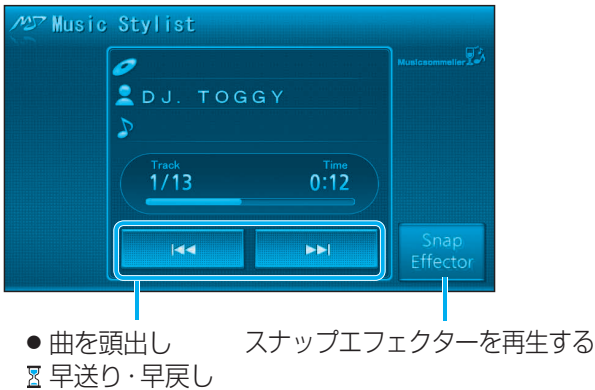 Music Stylist
Musicsommelier
DJ. TOGGY
Track
Time
1/13
0:12
Snap
Effector
● 曲を頭出し
早送り・早戻し
スナップエフェクターを再生する